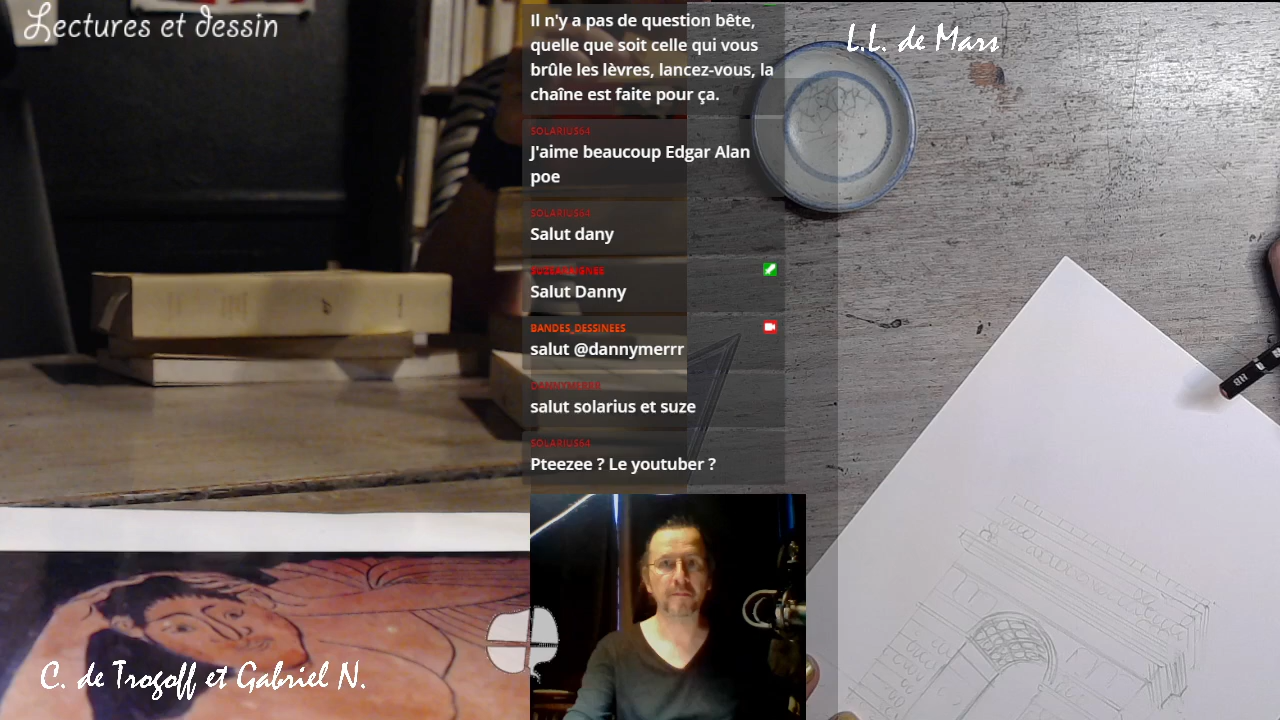 Lectures et dessin
L.L. de Mars
Il n'y a pas de question bête,
quelle que soit celle qui vous
brûle les lèvres, lancez-vous, la
chaîne est faite pour ça.
SOLARIUS64
J'aime beaucoup Edgar Alan
poe
SOLARIUS64
Salut dany
Salut Danny
BANDES_DESSINEES
salut @dannymerrr
DANNYMERRR
salut solarius et suze
SOLARIUS64
Pteezee ? Le youtuber ?
HB
C. de Trogoff et Gabriel N.